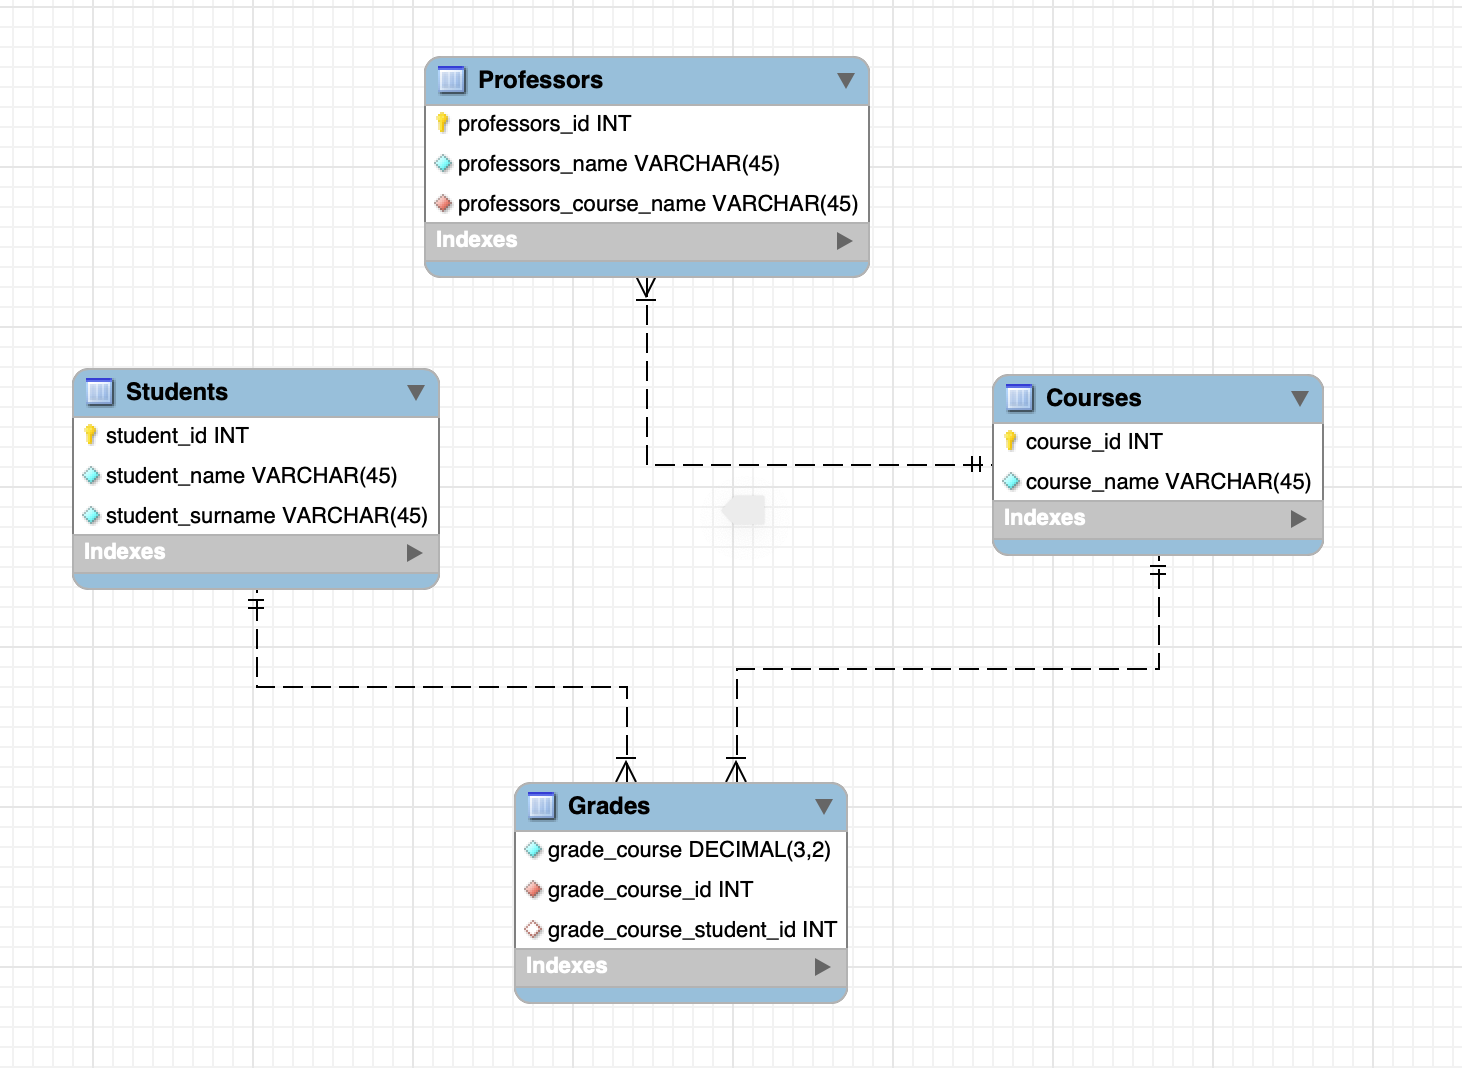 Professors
professors_id INT
professors_name VARCHAR(45)
professors_course_name VARCHAR(45)
Indexes
Students
student_id INT
student_name VARCHAR(45)
student_surname VARCHAR(45)
Indexes
Courses
course_id INT
course_name VARCHAR(45)
Indexes
Grades
grade_course DECIMAL(3,2)
grade_course_id INT
grade_course_student_id INT
Indexes